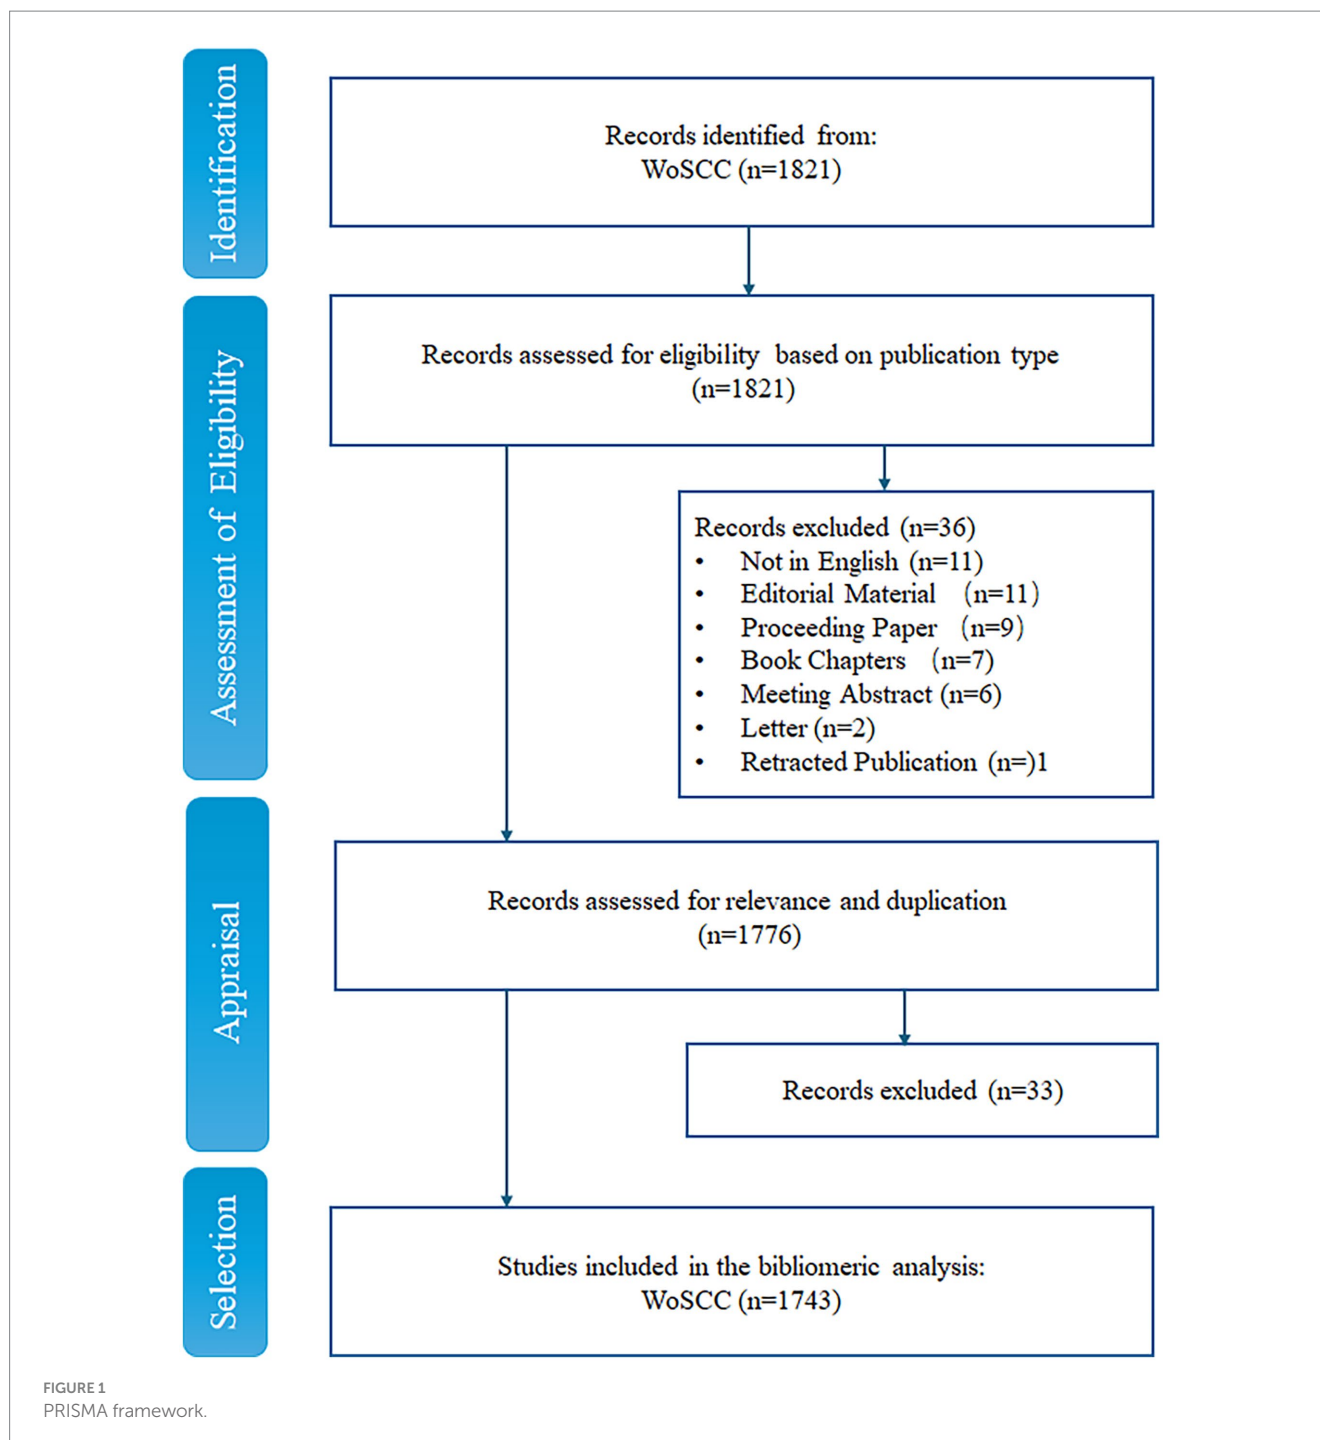 Identification
Records identified from:
WoSCC (n=1821)
Assessment of Eligibility
Records assessed for eligibility based on publication type
(n=1821)
Records excluded (n=36)
• Not in English (n=11)
• Editorial Material (n=11)
• Proceeding Paper (n=9)
• Book Chapters (n=7)
• Meeting Abstract (n=6)
• Letter (n=2)
• Retracted Publication (n=)1
Appraisal
Records assessed for relevance and duplication
(n=1776)
Records excluded (n=33)
Selection
Studies included in the bibliomeric analysis:
WoSCC (n=1743)
FIGURE 1
PRISMA framework.